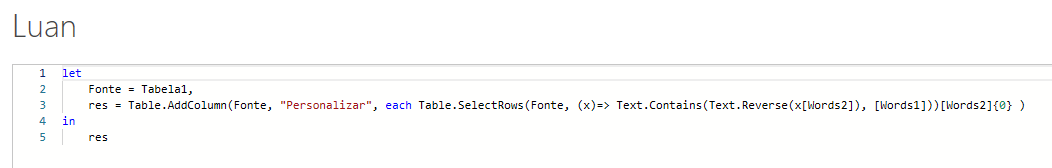 Luan
1 let
2 Fonte = Tabela1,
3 res = Table.AddColumn(Fonte, "Personalizar", each Table.SelectRows(Fonte, (x)=> Text.Contains(Text.Reverse(x[Words2]), [Words1]))[Words2]{0} )
4 in
5 res